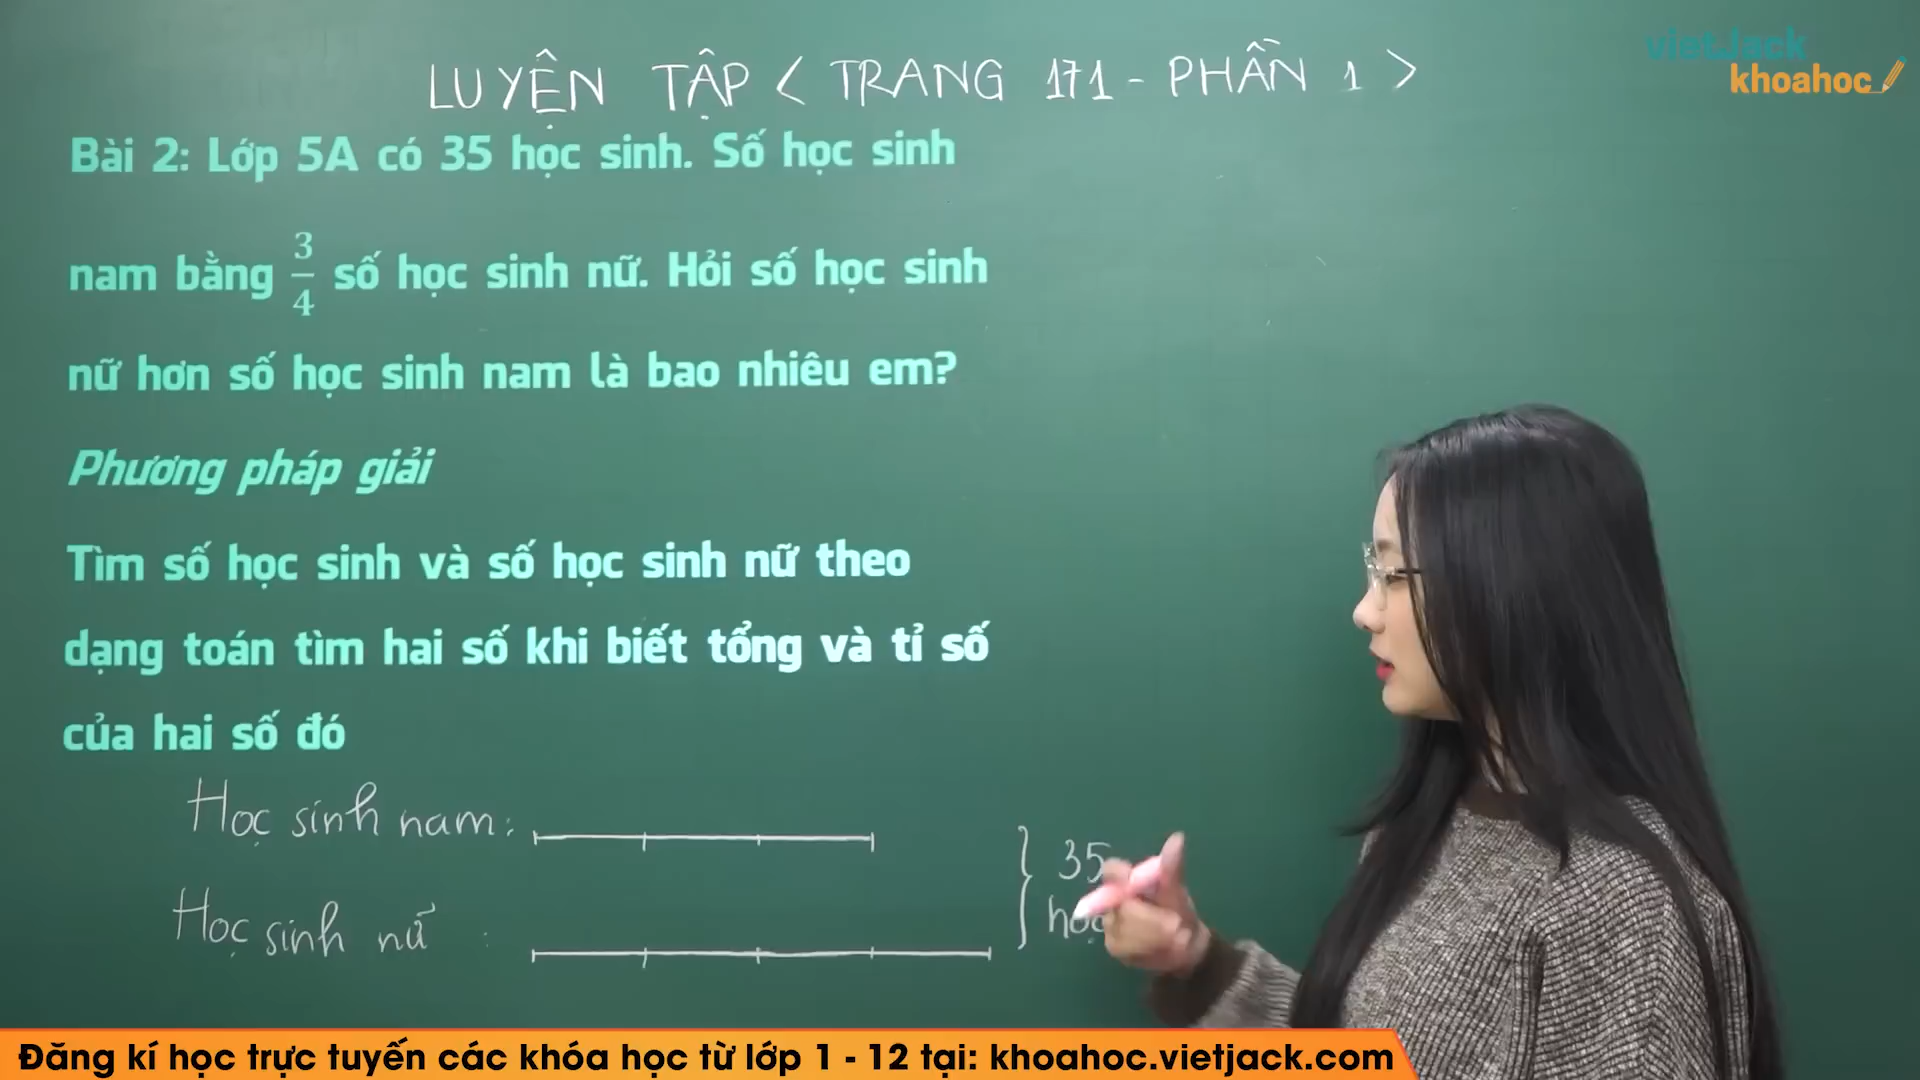 vietJack
khoahoc
LUYỆN TẬP < TRANG 171 - PHẦN 1 >
Bài 2: Lớp 5A có 35 học sinh. Số học sinh
nam bằng 3/4 số học sinh nữ. Hỏi số học sinh
nữ hơn số học sinh nam là bao nhiêu em?
Phương pháp giải
Tìm số học sinh và số học sinh nữ theo
dạng toán tìm hai số khi biết tổng và tỉ số
của hai số đó
Học sinh nam:
35
Học sinh nữ :
Đăng kí học trực tuyến các khóa học từ lớp 1 - 12 tại: khoahoc.vietjack.com